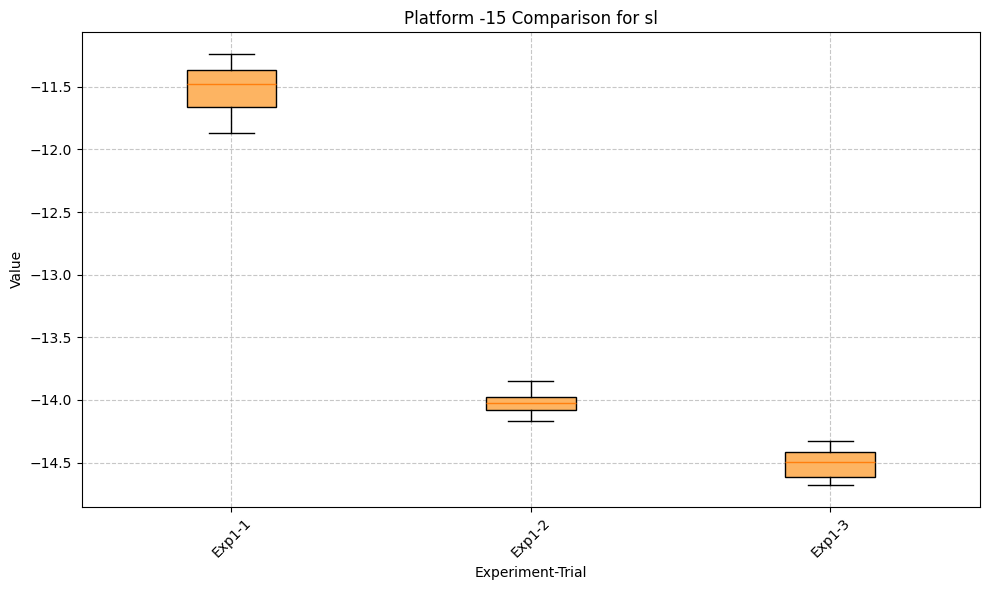 Platform -15 Comparison for sl
Value
−11.5
−12.0
−12.5
−13.0
−13.5
−14.0
−14.5
Exp1-1
Exp1-2
Exp1-3
Experiment-Trial